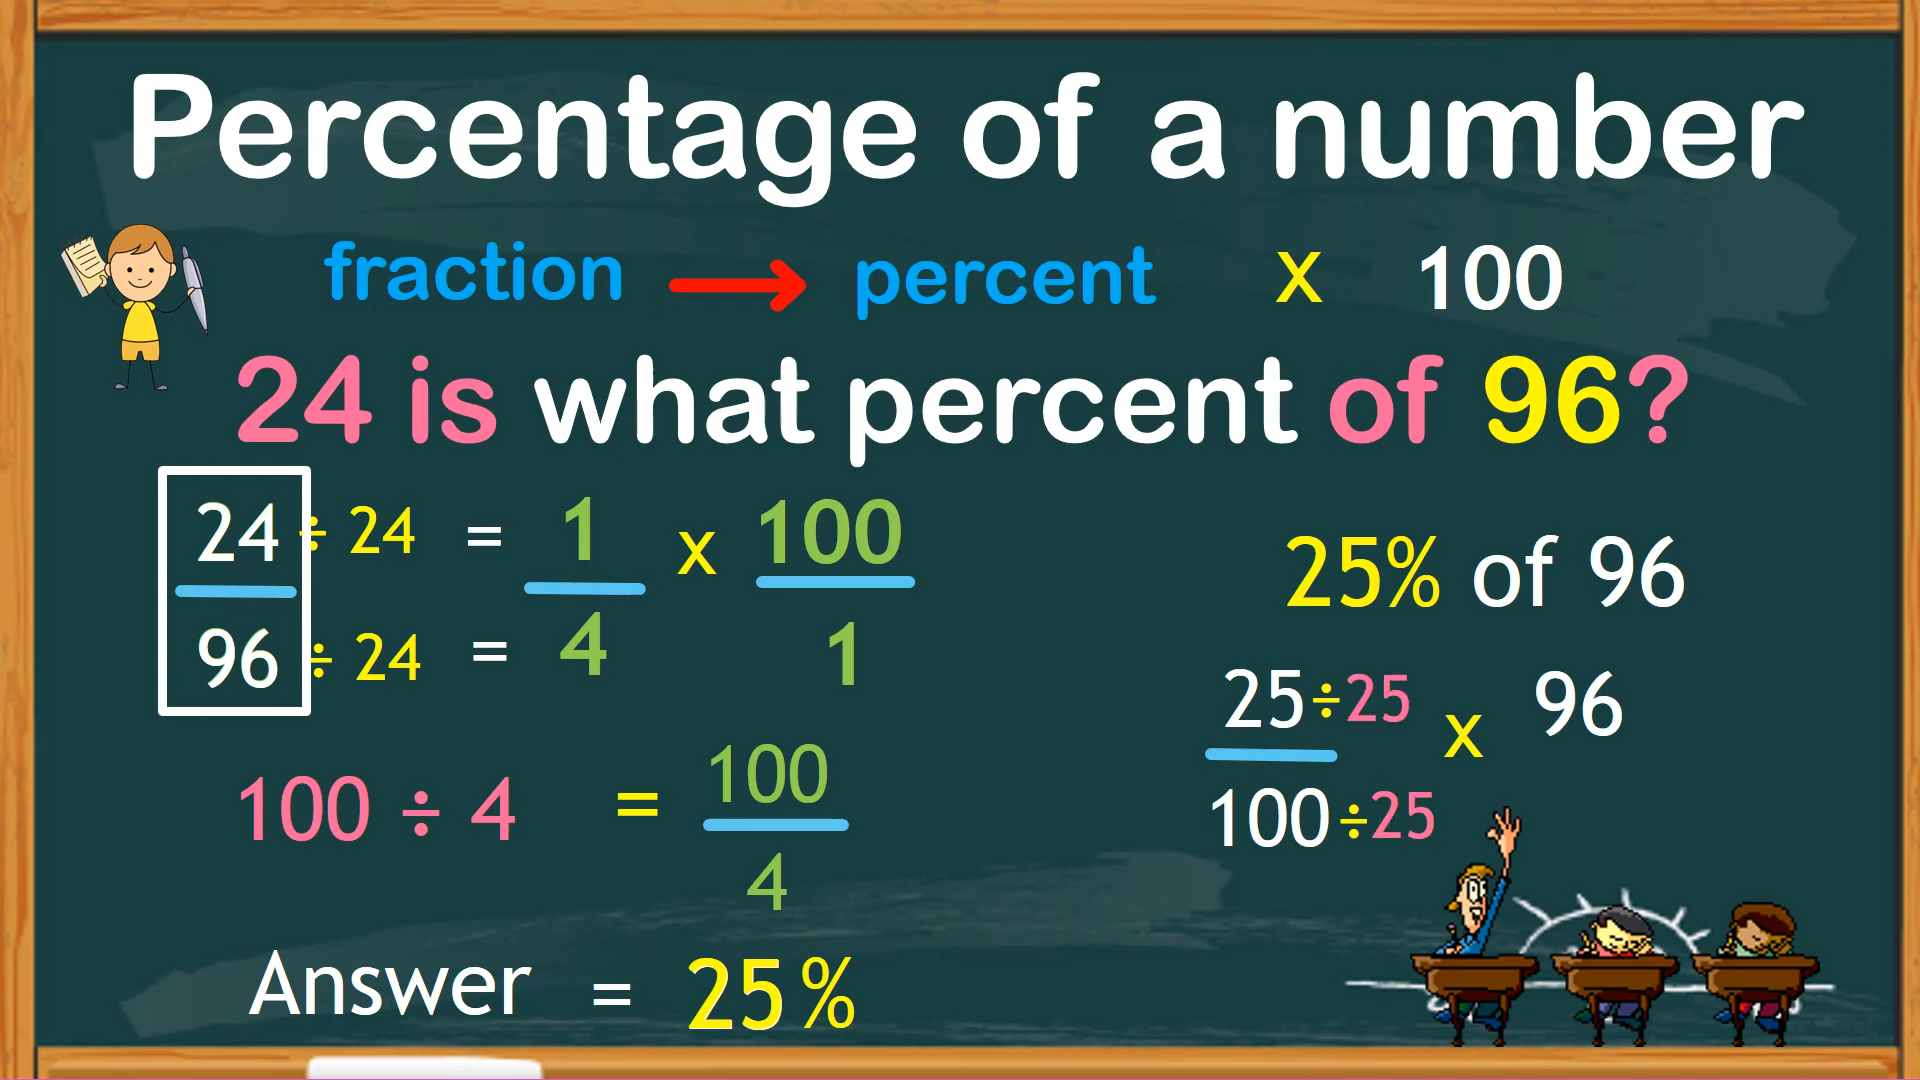 Percentage of a number
fraction → percent x 100
24 is what percent of 96?
24 ÷ 24 = 1 x 100
96 ÷ 24 = 4 1
100 ÷ 4 = 100
4
Answer = 25%
25% of 96
25÷25 x 96
100÷25